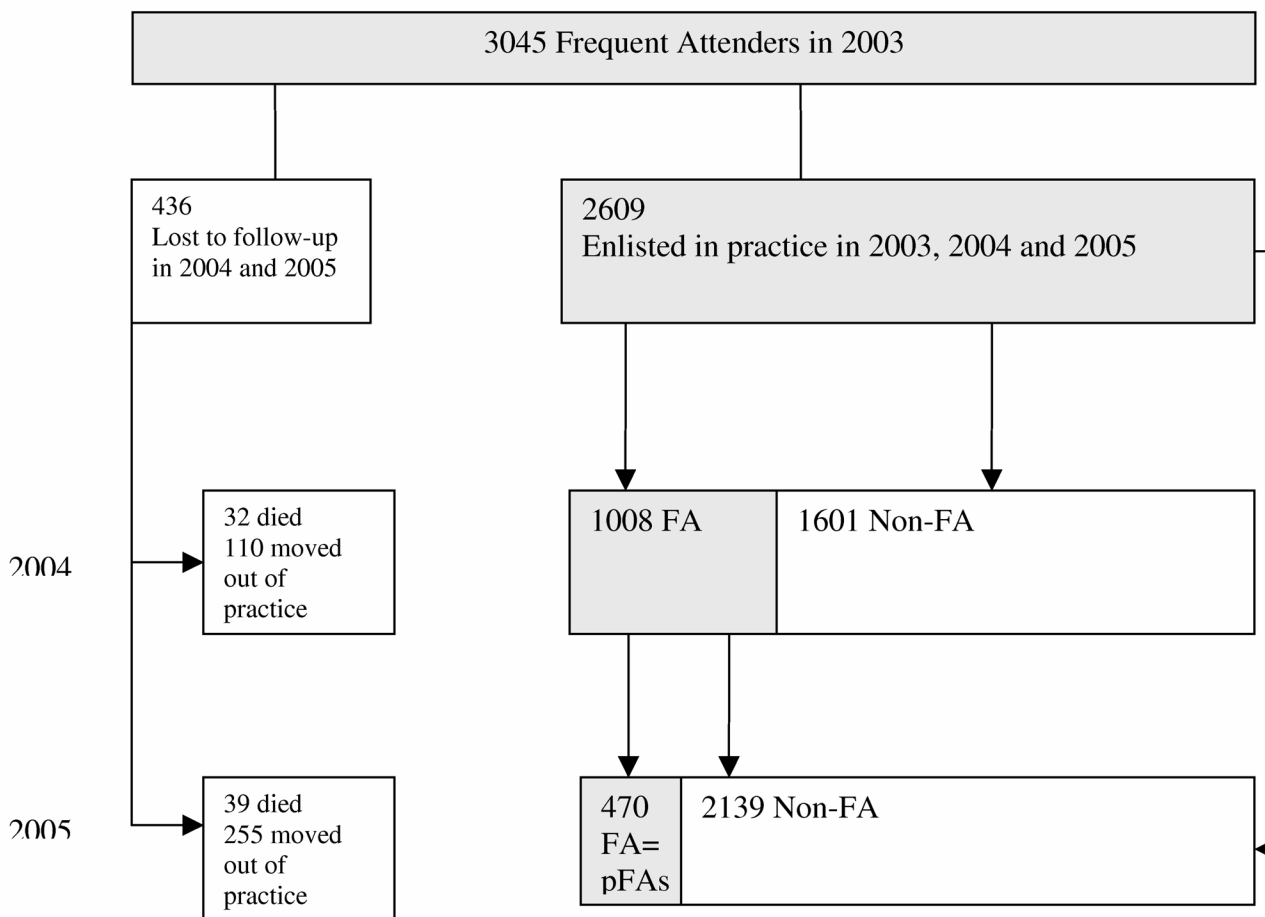 3045 Frequent Attenders in 2003
436
Lost to follow-up
in 2004 and 2005
2609
Enlisted in practice in 2003, 2004 and 2005
2004
32 died
110 moved
out of
practice
1008 FA
1601 Non-FA
2005
39 died
255 moved
out of
practice
470
FA=
pFAs
2139 Non-FA